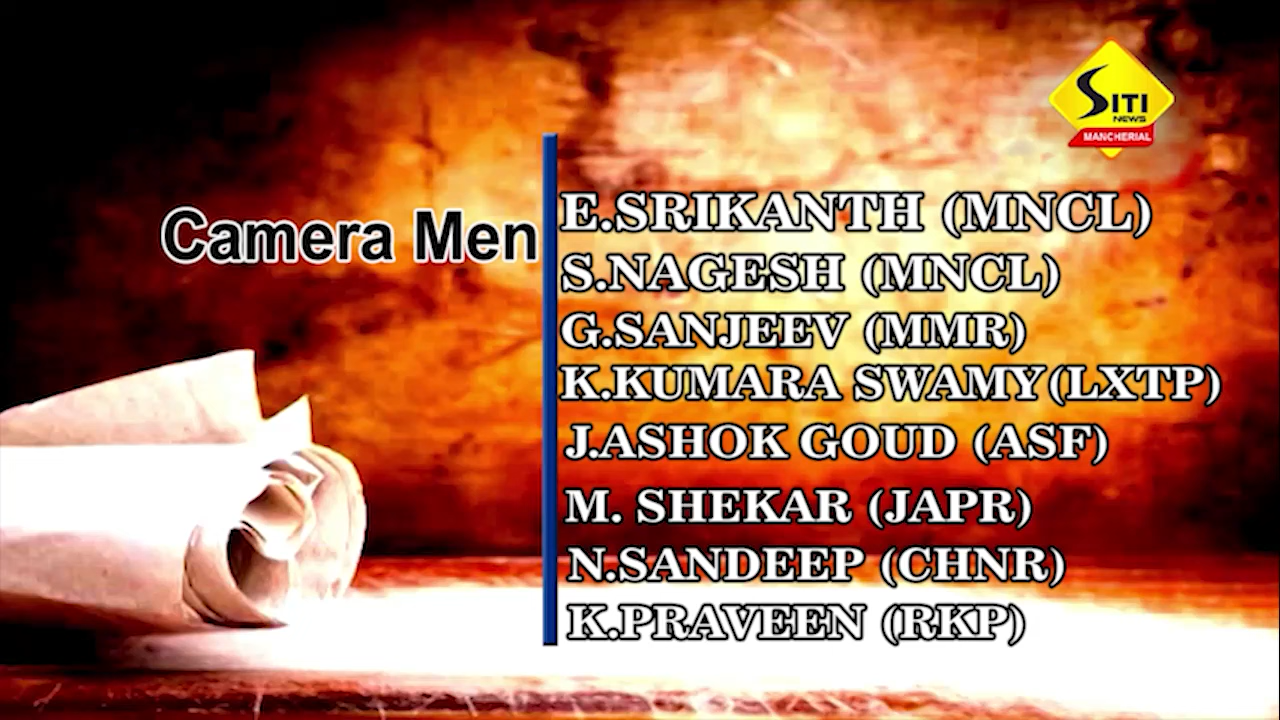 SITI
NEWS
MANCHERIAL
Camera Men
E.SRIKANTH (MNCL)
S.NAGESH (MNCL)
G.SANJEEV (MMR)
K.KUMARA SWAMY(LXTP)
J.ASHOK GOUD (ASF)
M. SHEKAR (JAPR)
N.SANDEEP (CHNR)
K.PRAVEEN (RKP)